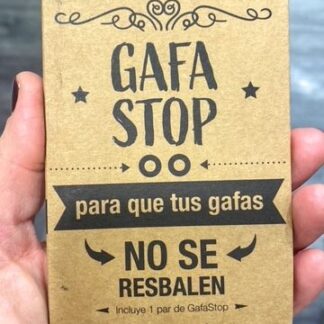 GAFA
STOP
para que tus gafas
NO SE
RESBALEN
Incluye 1 par de GafaStop